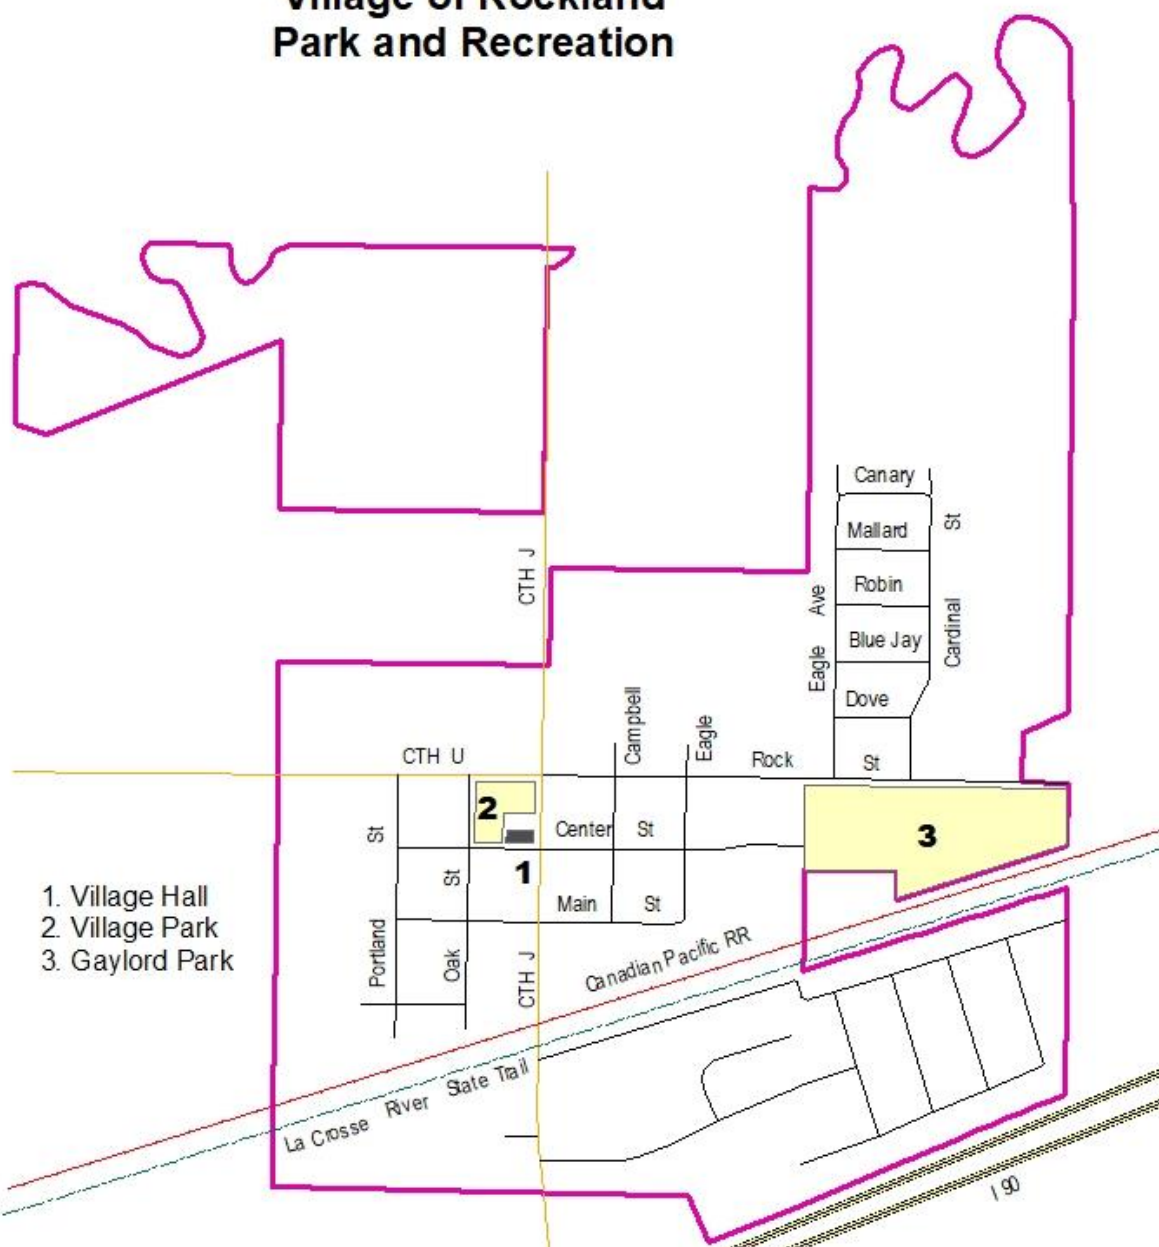 Village of Rockland
Park and Recreation
Canary
Mallard
St
CTH J
Robin
Eagle Ave
Cardinal
Blue Jay
Dove
Campbell
Eagle
CTH U
Rock St
2
Center St
3
St
1
St
Main St
1. Village Hall
2. Village Park
3. Gaylord Park
Portland
Oak
CTH J
Canadian Pacific RR
La Crosse River State Trail
I 90